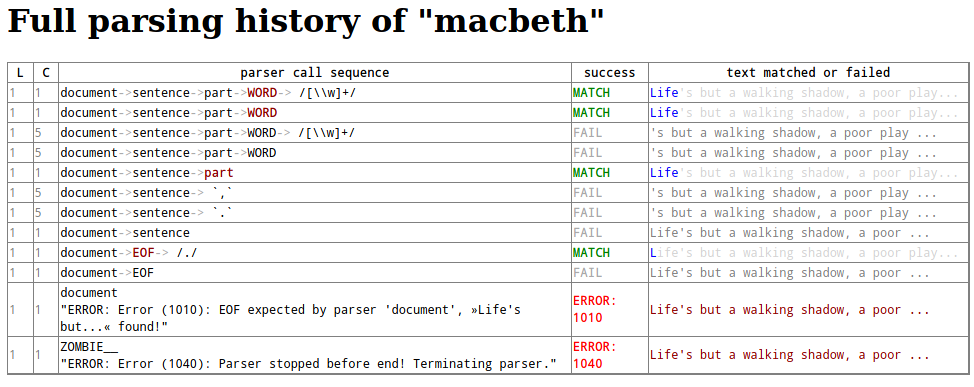 Full parsing history of "macbeth"
L C parser call sequence success text matched or failed
1 1 document->sentence->part->WORD-> /[\\w]+/ MATCH Life's but a walking shadow, a poor play...
1 1 document->sentence->part->WORD MATCH Life's but a walking shadow, a poor play...
1 5 document->sentence->part->WORD-> /[\\w]+/ FAIL 's but a walking shadow, a poor play ...
1 5 document->sentence->part->WORD FAIL 's but a walking shadow, a poor play ...
1 1 document->sentence->part MATCH Life's but a walking shadow, a poor play...
1 5 document->sentence-> `,` FAIL 's but a walking shadow, a poor play ...
1 5 document->sentence-> `.` FAIL 's but a walking shadow, a poor play ...
1 1 document->sentence FAIL Life's but a walking shadow, a poor ...
1 1 document->EOF-> /./ MATCH Life's but a walking shadow, a poor play...
1 1 document->EOF FAIL Life's but a walking shadow, a poor ...
1 1 document
"ERROR: Error (1010): EOF expected by parser 'document', »Life's
but...« found!"
ERROR:
1010
Life's but a walking shadow, a poor ...
1 1 ZOMBIE__
"ERROR: Error (1040): Parser stopped before end! Terminating parser."
ERROR:
1040
Life's but a walking shadow, a poor ...